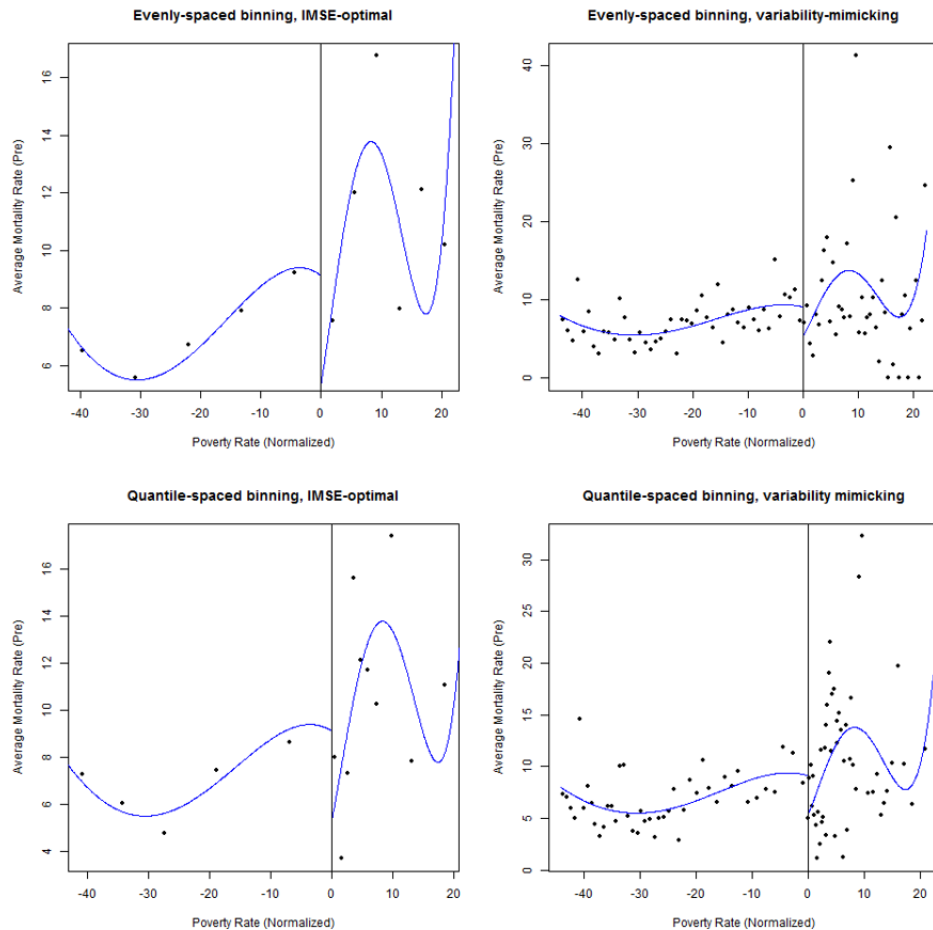 Evenly-spaced binning, IMSE-optimal
Average Mortality Rate (Pre)
16
14
12
10
8
6
-40 -30 -20 -10 0 10 20
Poverty Rate (Normalized)
Evenly-spaced binning, variability-mimicking
Average Mortality Rate (Pre)
40
30
20
10
0
-40 -30 -20 -10 0 10 20
Poverty Rate (Normalized)
Quantile-spaced binning, IMSE-optimal
Average Mortality Rate (Pre)
16
14
12
10
8
6
4
-40 -30 -20 -10 0 10 20
Poverty Rate (Normalized)
Quantile-spaced binning, variability mimicking
Average Mortality Rate (Pre)
30
25
20
15
10
5
0
-40 -30 -20 -10 0 10 20
Poverty Rate (Normalized)